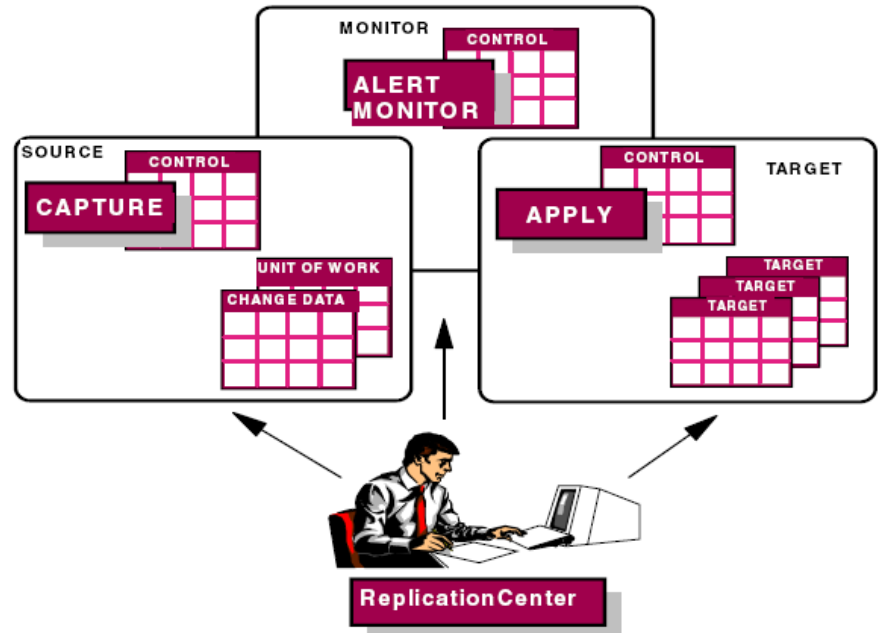 MONITOR
CONTROL
ALERT
MONITOR
SOURCE
CONTROL
CAPTURE
UNIT OF WORK
CHANGE DATA
CONTROL
TARGET
APPLY
TARGET
TARGET
TARGET
ReplicationCenter